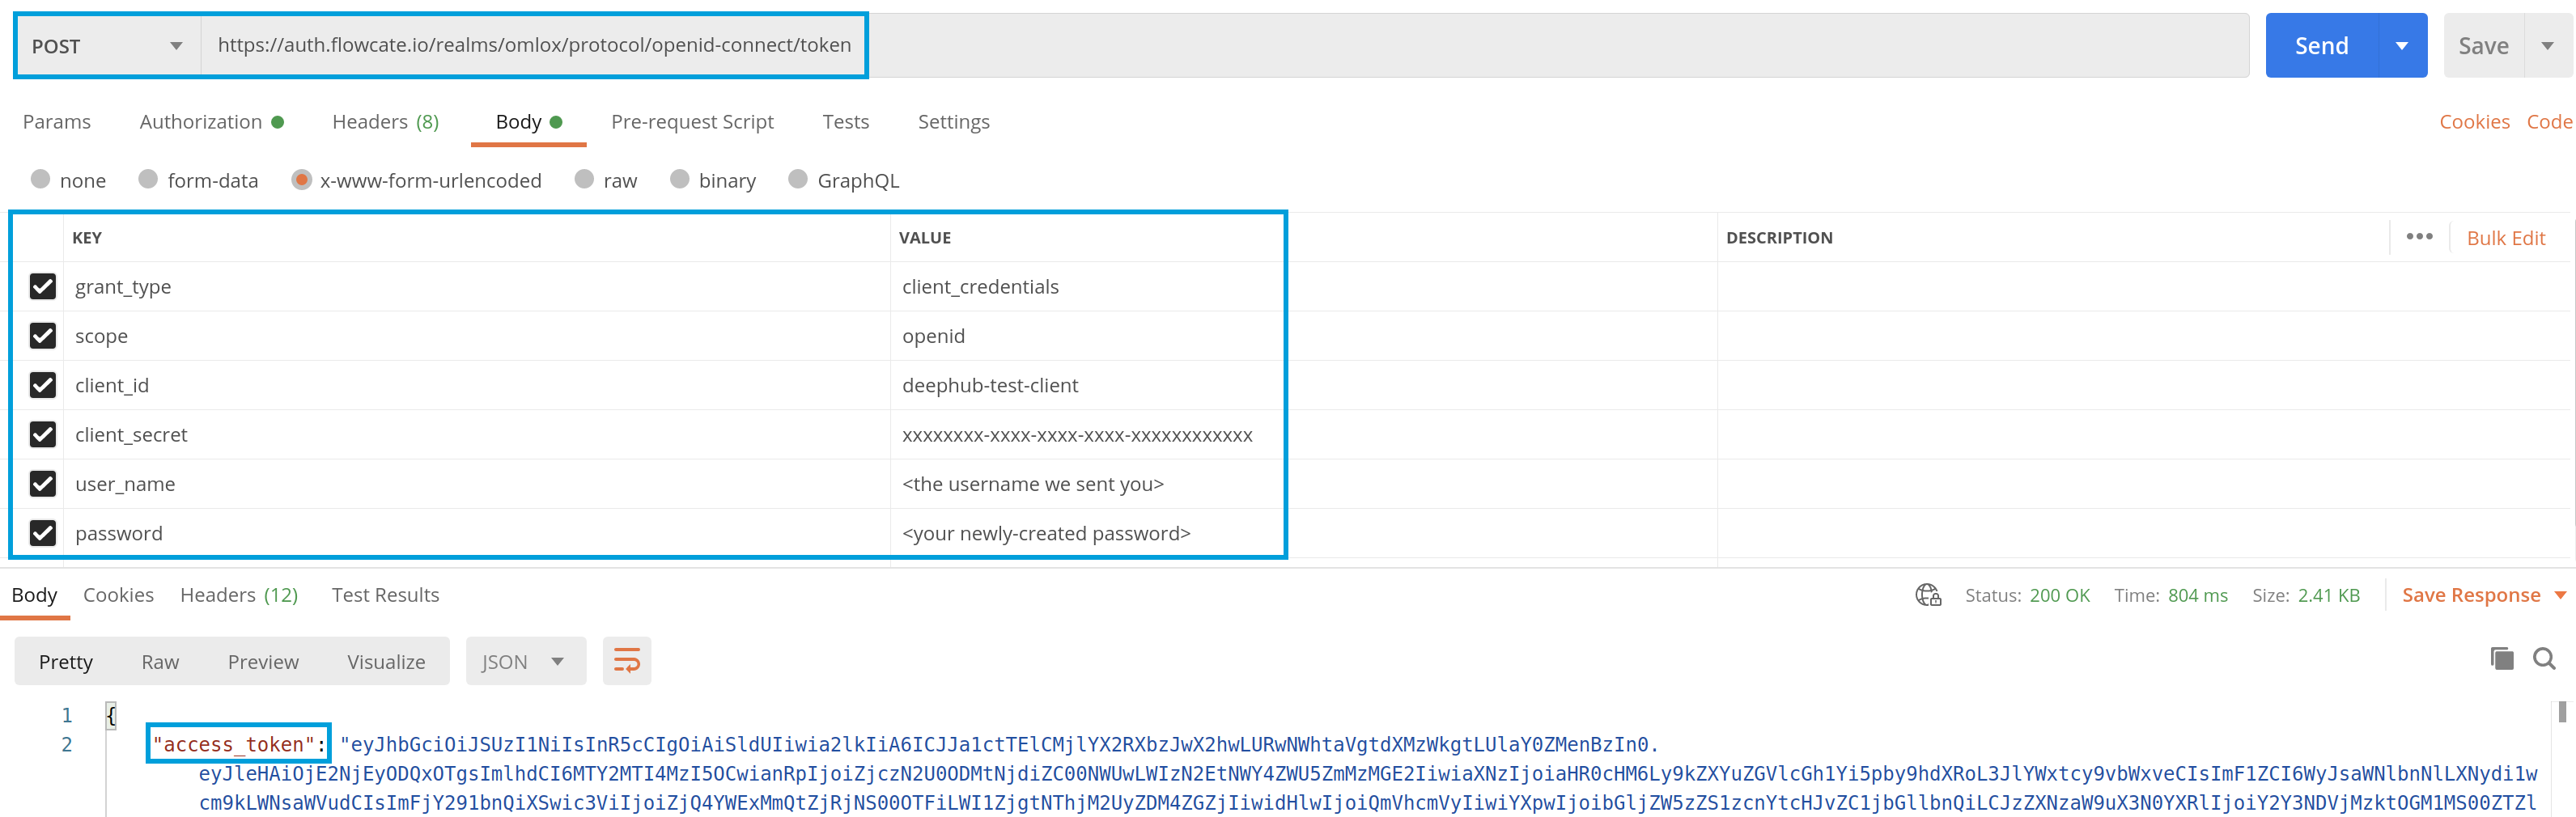 POST https://auth.flowcate.io/realms/omlox/protocol/openid-connect/token Send Save
Params Authorization Headers (8) Body Pre-request Script Tests Settings Cookies Code
none form-data x-www-form-urlencoded raw binary GraphQL
KEY VALUE DESCRIPTION ••• Bulk Edit
grant_type client_credentials
scope openid
client_id deephub-test-client
client_secret xxxxxxxx-xxxx-xxxx-xxxx-xxxxxxxxxxxx
user_name <the username we sent you>
password <your newly-created password>
Body Cookies Headers (12) Test Results Status: 200 OK Time: 804 ms Size: 2.41 KB Save Response
Pretty Raw Preview Visualize JSON
1 {
2 "access_token": "eyJhbGciOiJSUzI1NiIsInR5cCIgOiAiSldUIiwia2lkIiA6ICJJa1ctTElCMjlYX2RXbzJwX2hwLURwNWhtaVgtdXMzWkgtLUlaY0ZMenBzIn0.
eyJleHAiOjE2NjEyODQxOTgsImlhdCI6MTY2MTI4MzI5OCwianRpIjoiZjczN2U0ODMtNjdiZC00NWUwLWIzN2EtNWY4ZWU5ZmMzMGE2IiwiaXNzIjoiaHR0cHM6Ly9kZXYuZGVlcGh1Yi5pby9hdXRoL3JlYWxtcy9vbWxveCIsImF1ZCI6WyJsaWNlbnNlLXNydi1w
cm9kLWNsaWVudCIsImFjY291bnQiXSwic3ViIjoiZjQ4YWExMmQtZjRjNS00OTFiLWI1ZjgtNThjM2UyZDM4ZGZjIiwidHlwIjoiQmVhcmVyIiwiYXpwIjoibGljZW5zZS1zcnYtcHJvZC1jbGllbnQiLCJzZXNzaW9uX3N0YXRlIjoiY2Y3NDVjMzktOGM1MS00ZTZl